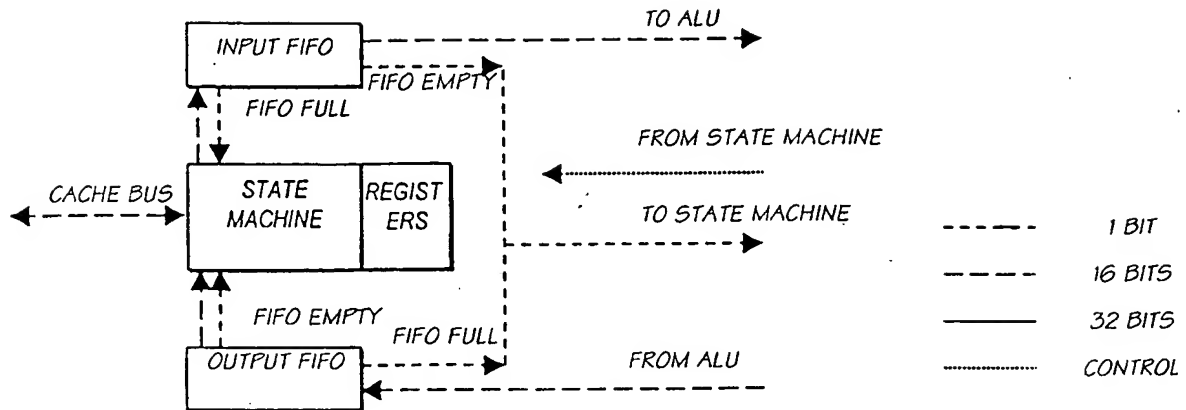 TO ALU
INPUT FIFO
FIFO EMPTY
FIFO FULL
FROM STATE MACHINE
CACHE BUS
STATE
MACHINE
REGIST
ERS
TO STATE MACHINE
1 BIT
16 BITS
FIFO EMPTY
FIFO FULL
32 BITS
OUTPUT FIFO
FROM ALU
CONTROL